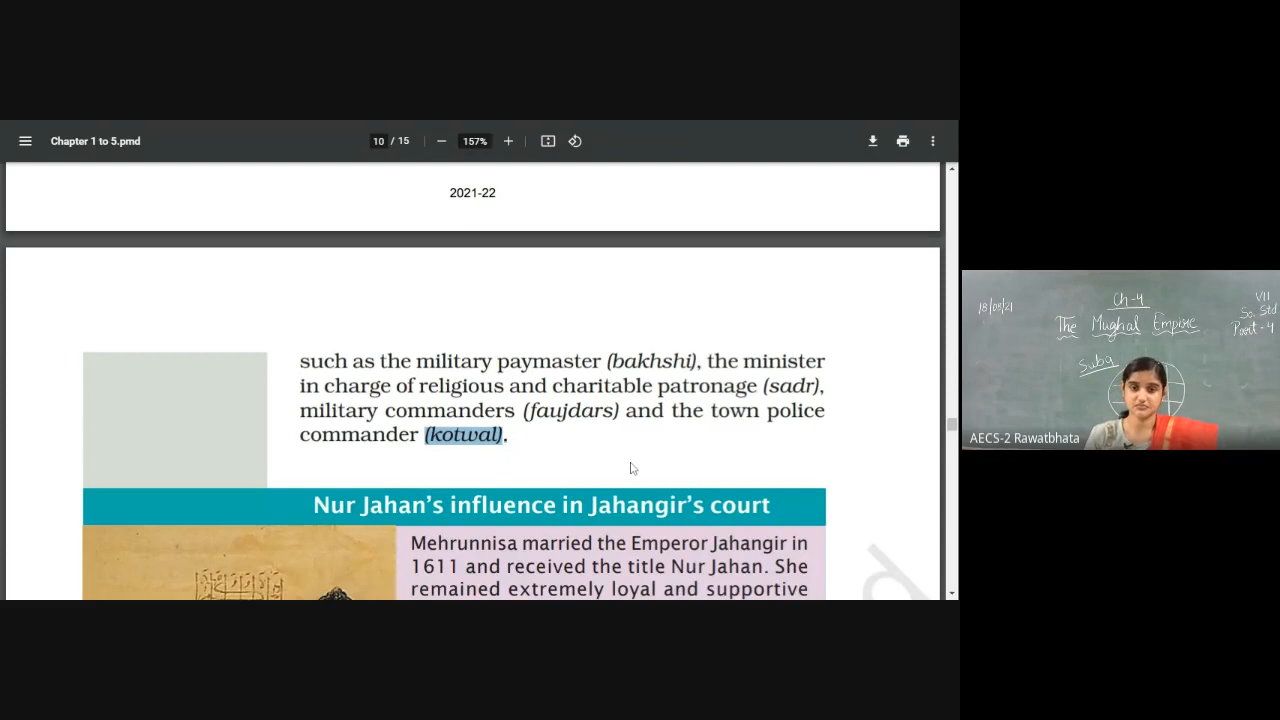 Chapter 1 to 5.pmd
10 / 15
157%
2021-22
such as the military paymaster (bakhshi), the minister
in charge of religious and charitable patronage (sadr),
military commanders (faujdars) and the town police
commander (kotwal).
Nur Jahan's influence in Jahangir's court
Mehrunnisa married the Emperor Jahangir in
1611 and received the title Nur Jahan. She
remained extremely loyal and supportive
d
18/08/21
Ch-4
The Mughal Empire
VII
So. Std
Part - 4
Suba
AECS-2 Rawatbhata